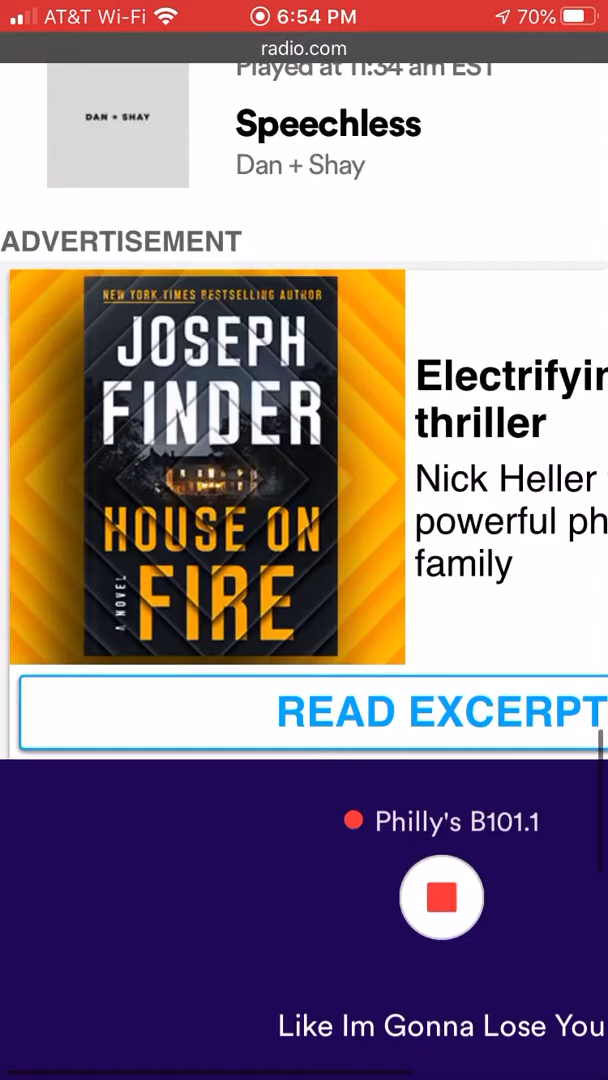 AT&T Wi-Fi 6:54 PM 70%
radio.com
Played at 11:34 am EST
DAN + SHAY
Speechless
Dan + Shay
ADVERTISEMENT
NEW YORK TIMES BESTSELLING AUTHOR
JOSEPH
FINDER
HOUSE ON
FIRE
A NOVEL
Electrifyin
thriller
Nick Heller
powerful ph
family
READ EXCERPT
Philly's B101.1
Like Im Gonna Lose You